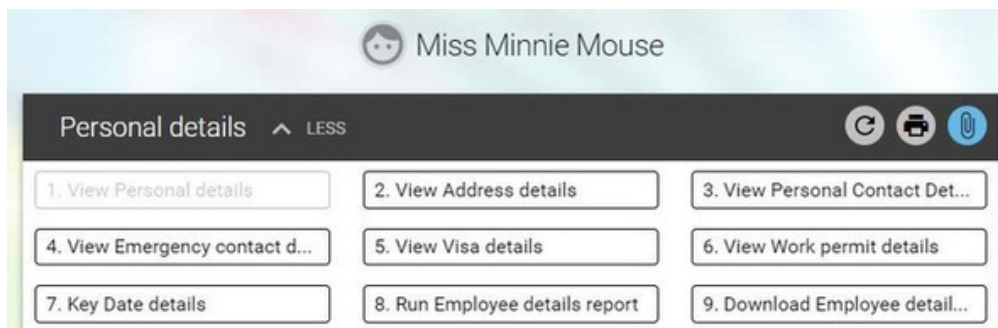 Miss Minnie Mouse
Personal details LESS
1. View Personal details
2. View Address details
3. View Personal Contact Det...
4. View Emergency contact d...
5. View Visa details
6. View Work permit details
7. Key Date details
8. Run Employee details report
9. Download Employee detail...